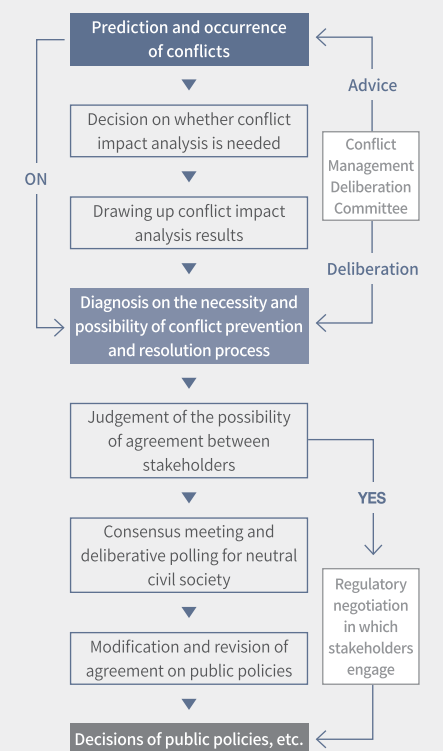 Prediction and occurrence
of conflicts
Advice
Decision on whether conflict
impact analysis is needed
Conflict
Management
Deliberation
Committee
ON
Drawing up conflict impact
analysis results
Deliberation
Diagnosis on the necessity and
possibility of conflict prevention
and resolution process
Judgement of the possibility
of agreement between
stakeholders
YES
Consensus meeting and
deliberative polling for neutral
civil society
Regulatory
negotiation
in which
stakeholders
engage
Modification and revision of
agreement on public policies
Decisions of public policies, etc.